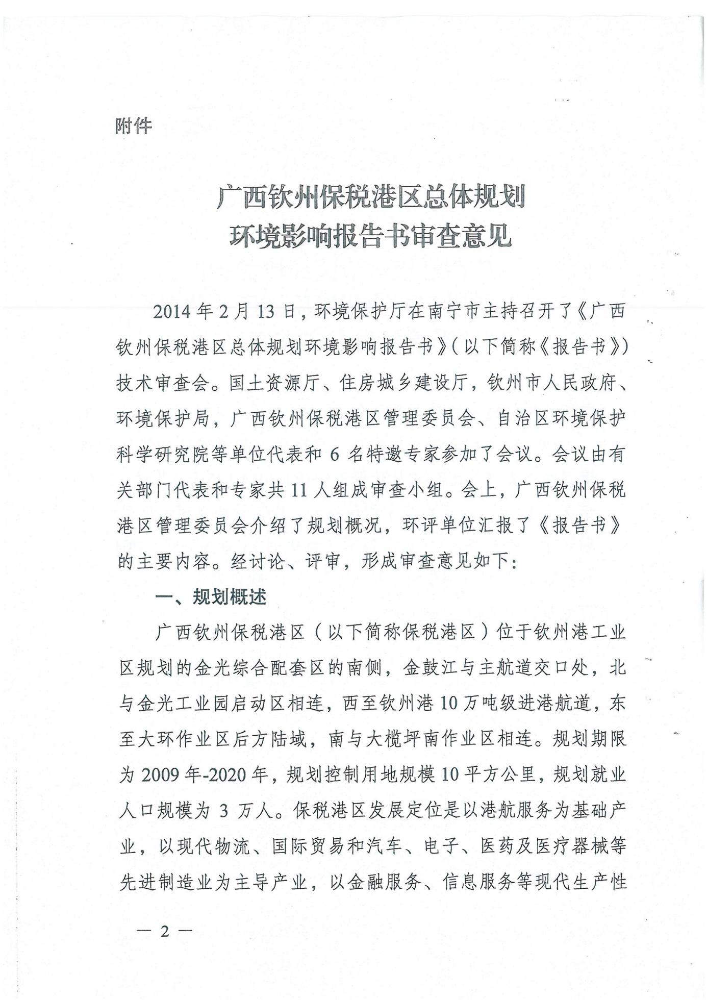 附件
广西钦州保税港区总体规划
环境影响报告书审查意见
2014年2月13日，环境保护厅在南宁市主持召开了《广西
钦州保税港区总体规划环境影响报告书》（以下简称《报告书》）
技术审查会。国土资源厅、住房城乡建设厅，钦州市人民政府、
环境保护局，广西钦州保税港区管理委员会、自治区环境保护
科学研究院等单位代表和 6 名特邀专家参加了会议。会议由有
关部门代表和专家共 11 人组成审查小组。会上，广西钦州保税
港区管理委员会介绍了规划概况，环评单位汇报了《报告书》
的主要内容。经讨论、评审，形成审查意见如下：
一、规划概述
广西钦州保税港区（以下简称保税港区）位于钦州港工业
区规划的金光综合配套区的南侧，金鼓江与主航道交口处，北
与金光工业园启动区相连，西至钦州港 10 万吨级进港航道，东
至大环作业区后方陆域，南与大榄坪南作业区相连。规划期限
为 2009 年-2020 年，规划控制用地规模 10 平方公里，规划就业
人口规模为 3 万人。保税港区发展定位是以港航服务为基础产
业，以现代物流、国际贸易和汽车、电子、医药及医疗器械等
先进制造业为主导产业，以金融服务、信息服务等现代生产性
— 2 —